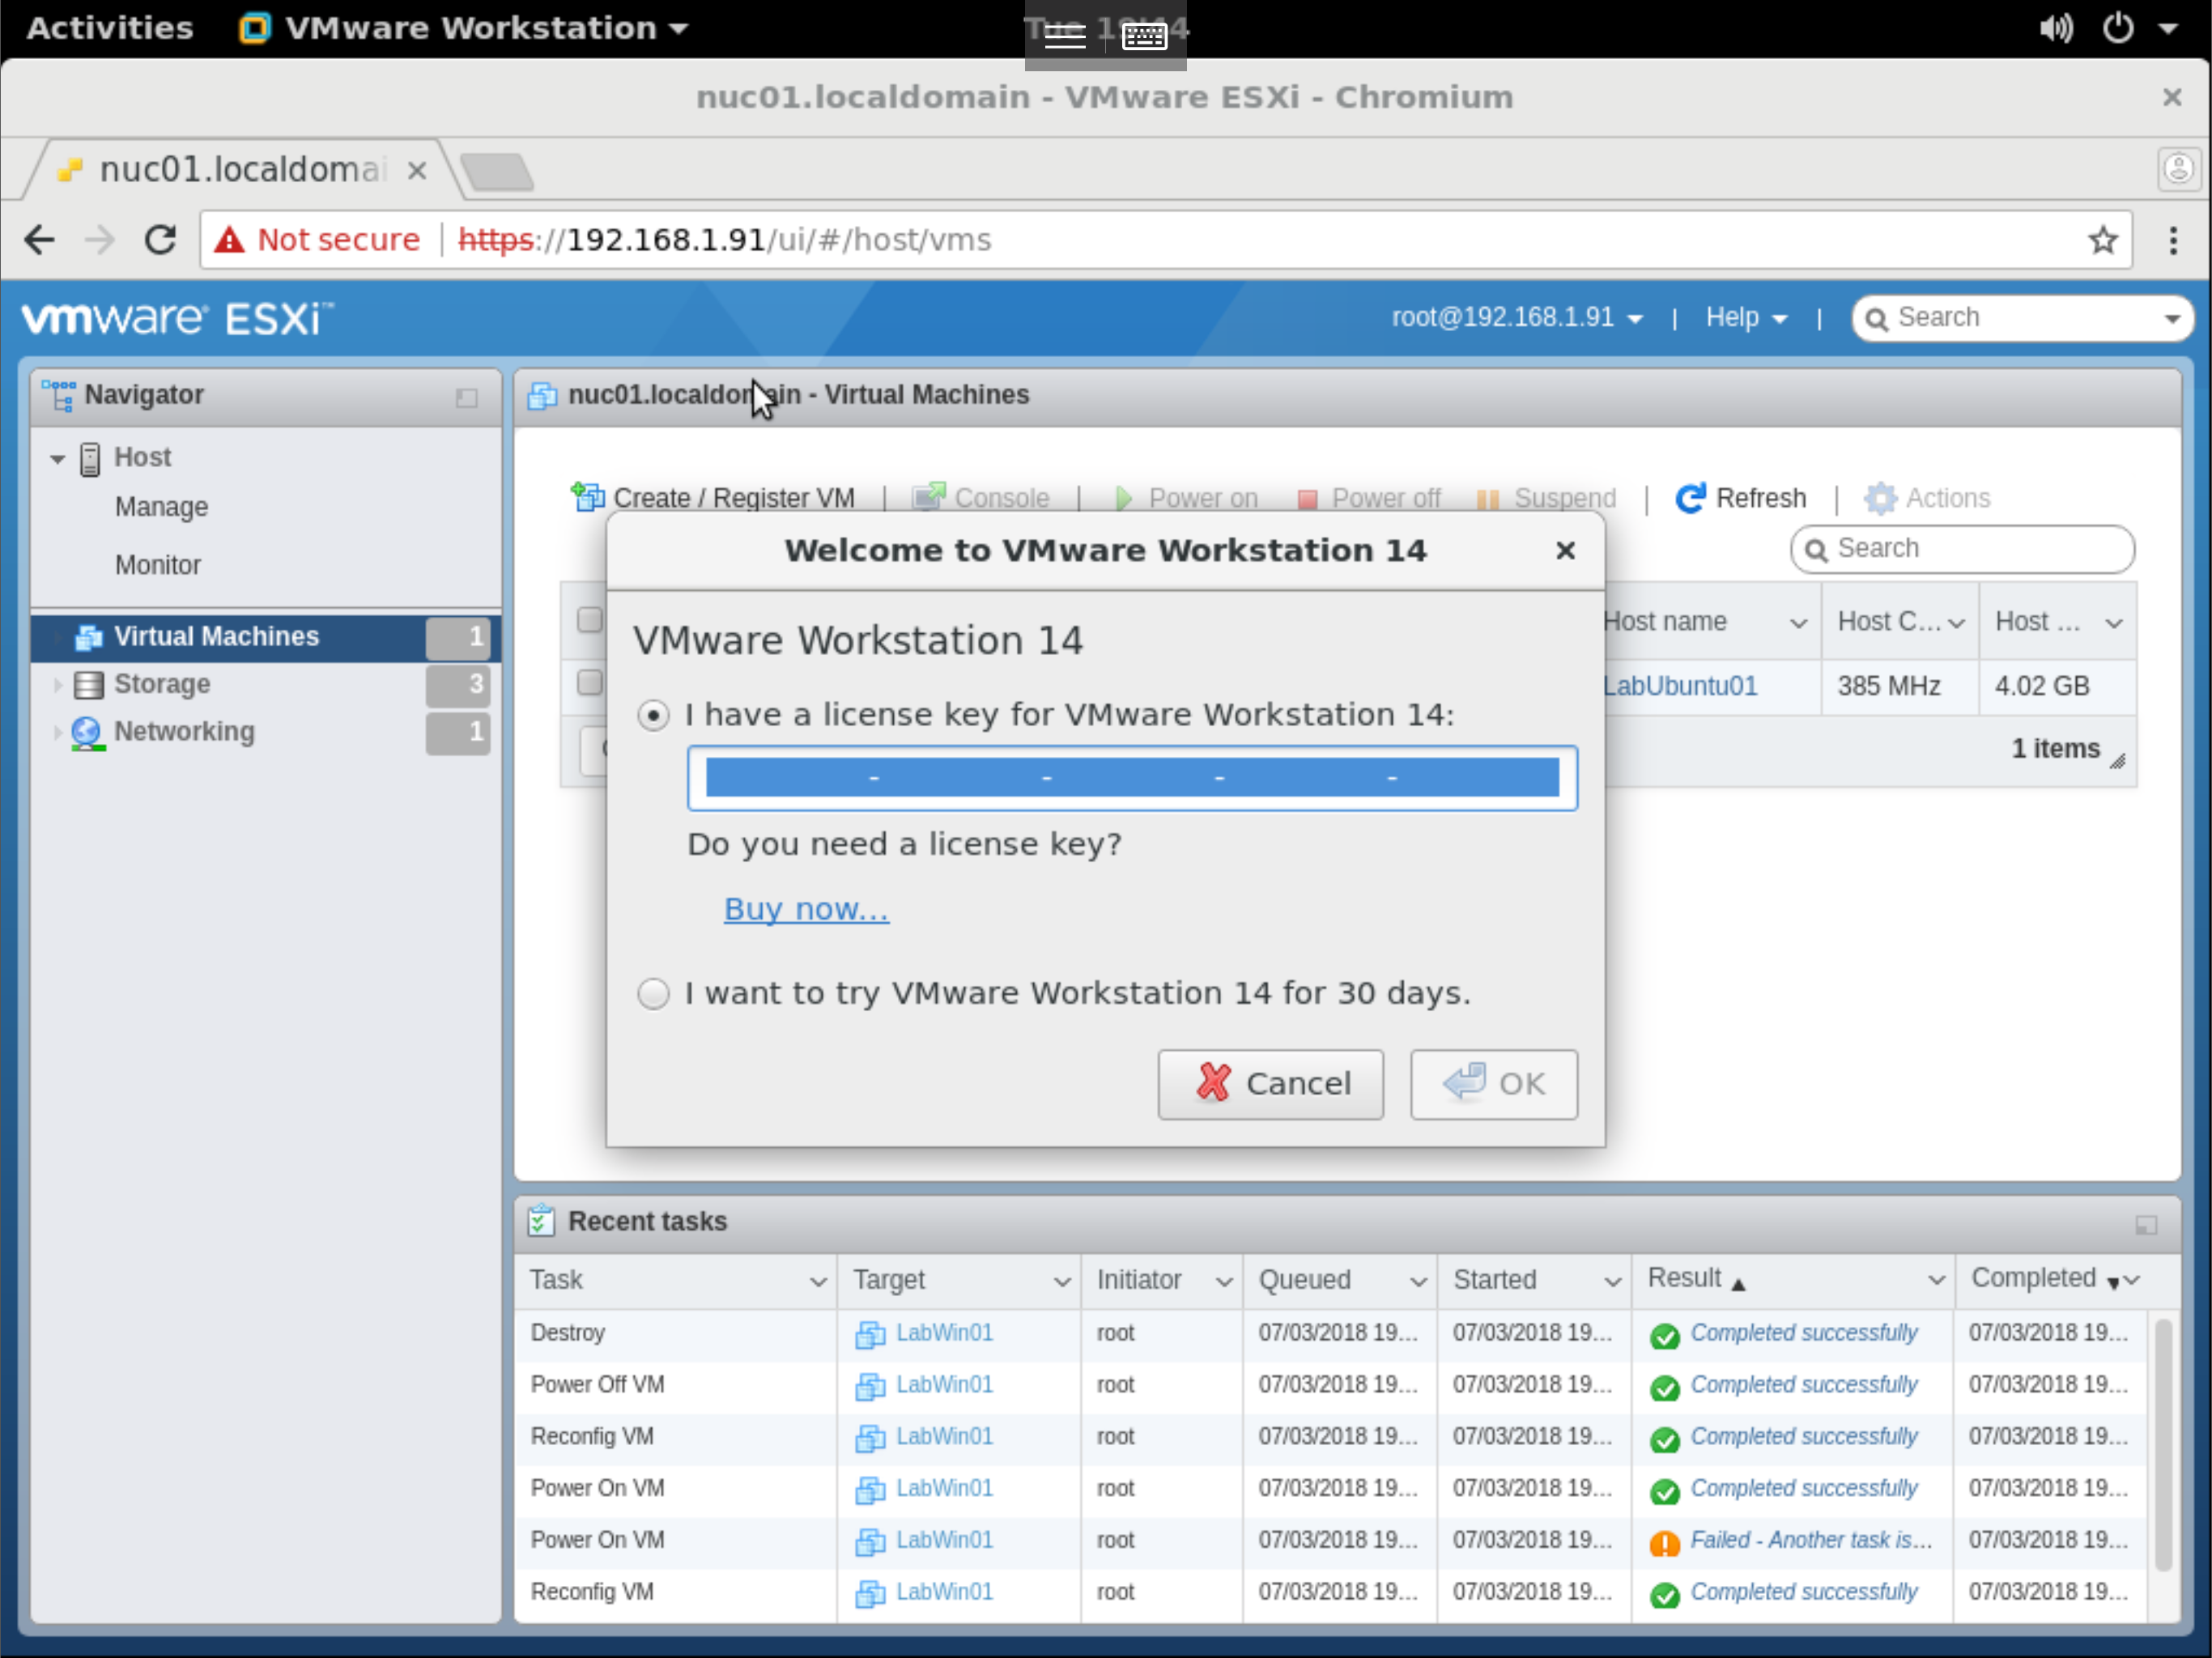 Activities VMware Workstation
nuc01.localdomain - VMware ESXi - Chromium
nuc01.localdomai
Not secure https://192.168.1.91/ui/#/host/vms
vmware ESXi™ root@192.168.1.91 | Help | Search
Navigator
Host
Manage
Monitor
Virtual Machines 1
Storage 3
Networking 1
nuc01.localdomain - Virtual Machines
Create / Register VM | Console | Power on Power off Suspend | Refresh | Actions
Search
Host name Host C... Host ...
LabUbuntu01 385 MHz 4.02 GB
1 items
Welcome to VMware Workstation 14
VMware Workstation 14
I have a license key for VMware Workstation 14:
- - - -
Do you need a license key?
Buy now...
I want to try VMware Workstation 14 for 30 days.
Cancel OK
Recent tasks
Task Target Initiator Queued Started Result Completed
Destroy LabWin01 root 07/03/2018 19... 07/03/2018 19... Completed successfully 07/03/2018 19...
Power Off VM LabWin01 root 07/03/2018 19... 07/03/2018 19... Completed successfully 07/03/2018 19...
Reconfig VM LabWin01 root 07/03/2018 19... 07/03/2018 19... Completed successfully 07/03/2018 19...
Power On VM LabWin01 root 07/03/2018 19... 07/03/2018 19... Completed successfully 07/03/2018 19...
Power On VM LabWin01 root 07/03/2018 19... 07/03/2018 19... Failed - Another task is... 07/03/2018 19...
Reconfig VM LabWin01 root 07/03/2018 19... 07/03/2018 19... Completed successfully 07/03/2018 19...